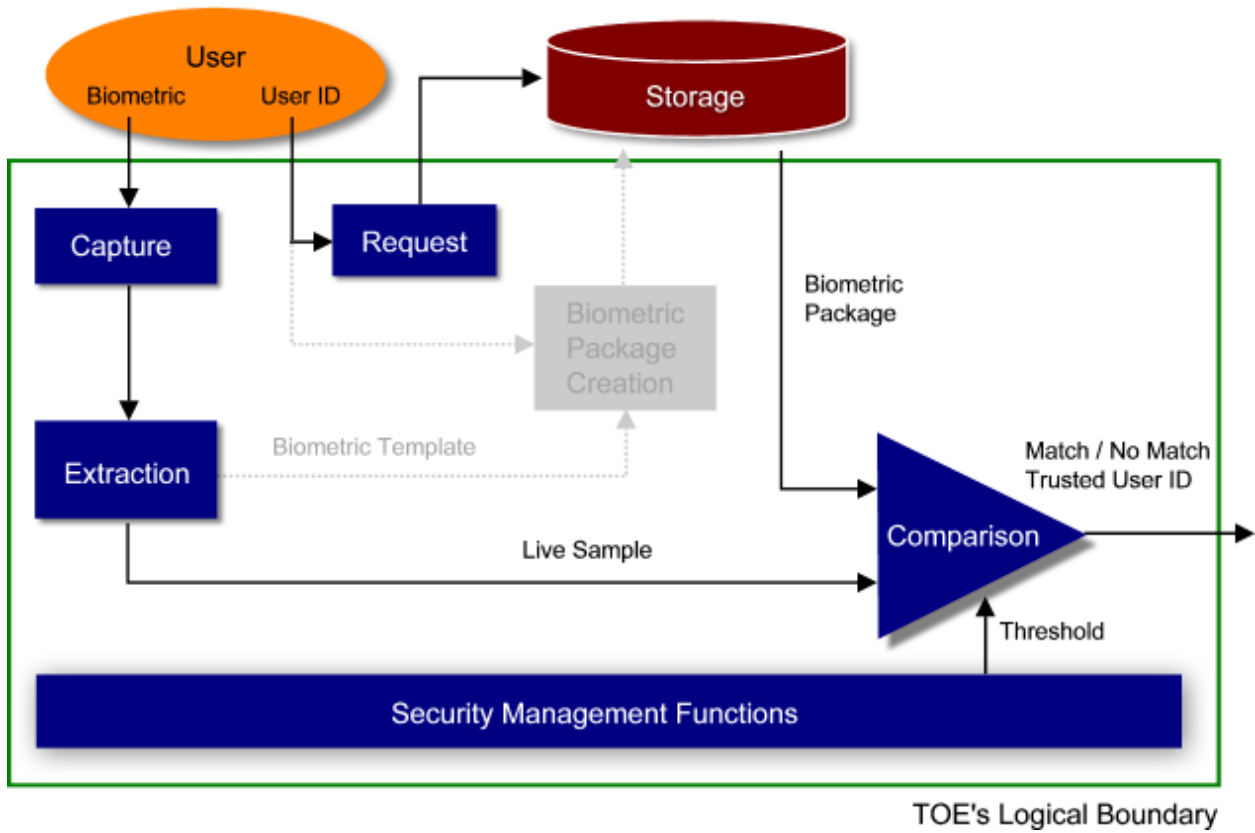 User
Biometric
User ID
Storage
Capture
Request
Biometric
Package
Biometric
Package
Creation
Biometric Template
Extraction
Match / No Match
Trusted User ID
Comparison
Live Sample
Threshold
Security Management Functions
TOE's Logical Boundary